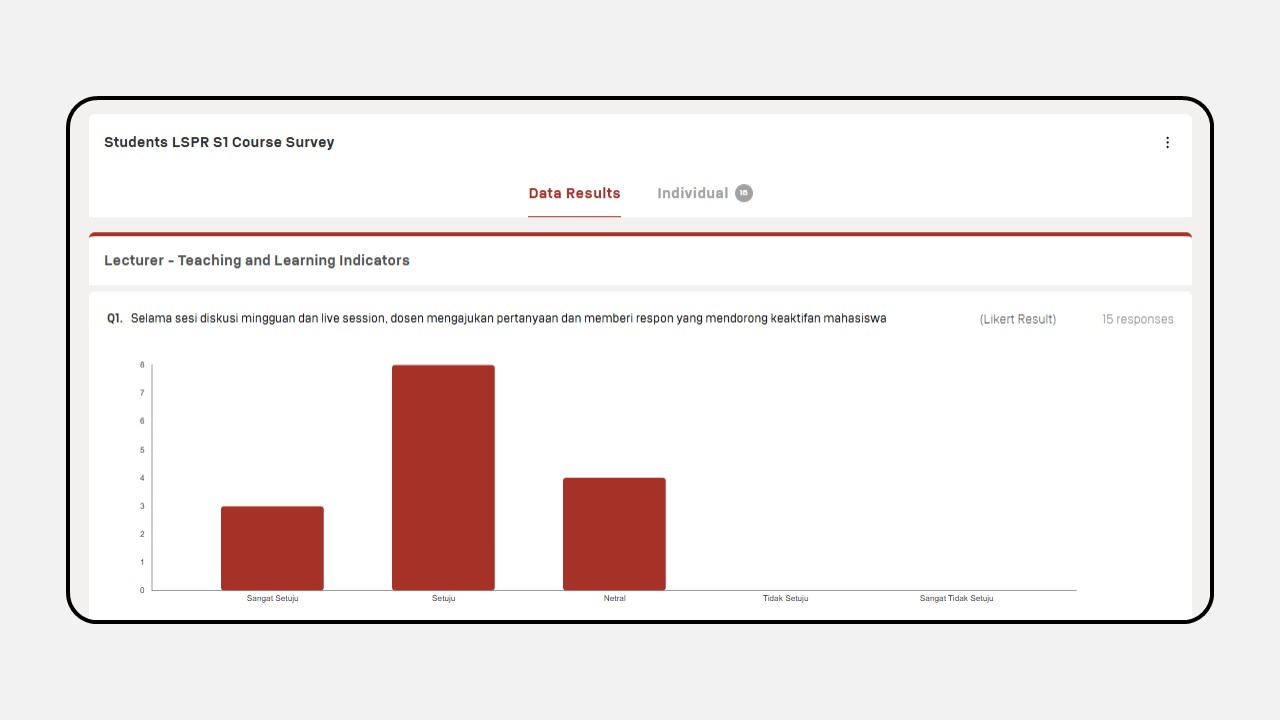 Students LSPR S1 Course Survey
Data Results Individual 15
Lecturer - Teaching and Learning Indicators
Q1. Selama sesi diskusi mingguan dan live session, dosen mengajukan pertanyaan dan memberi respon yang mendorong keaktifan mahasiswa (Likert Result) 15 responses
8
7
6
5
4
3
2
1
0
Sangat Setuju Setuju Netral Tidak Setuju Sangat Tidak Setuju